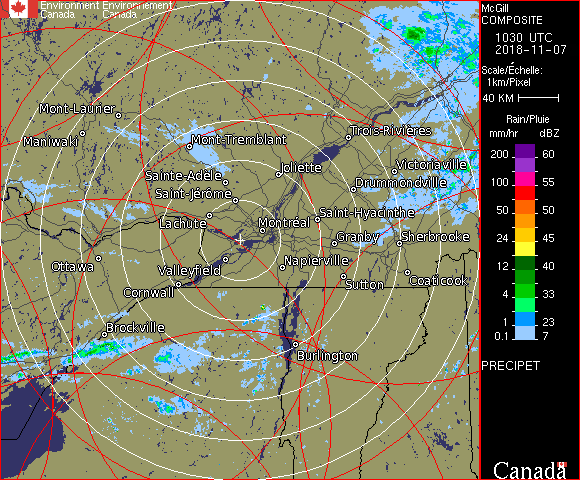 Environment Environnement
Canada Canada
McGill
COMPOSITE
1030 UTC
2018-11-07
Scale/Échelle:
1km/Pixel
40 KM
Rain/Pluie
mm/hr dBZ
200 60
100 55
50 50
24 45
12 40
8 35
4 28
1 23
0.1 7
PRECIPET
Canada
Mont-Laurier
Maniwaki
Mont-Tremblant
Trois-Rivières
Joliette
Victoriaville
Sainte-Adèle
Drummondville
Saint-Jérôme
Lachute
Saint-Hyacinthe
Montréal
Granby
Sherbrooke
Ottawa
Valleyfield
Napierville
Cornwall
Sutton
Coaticook
Brockville
Burlington